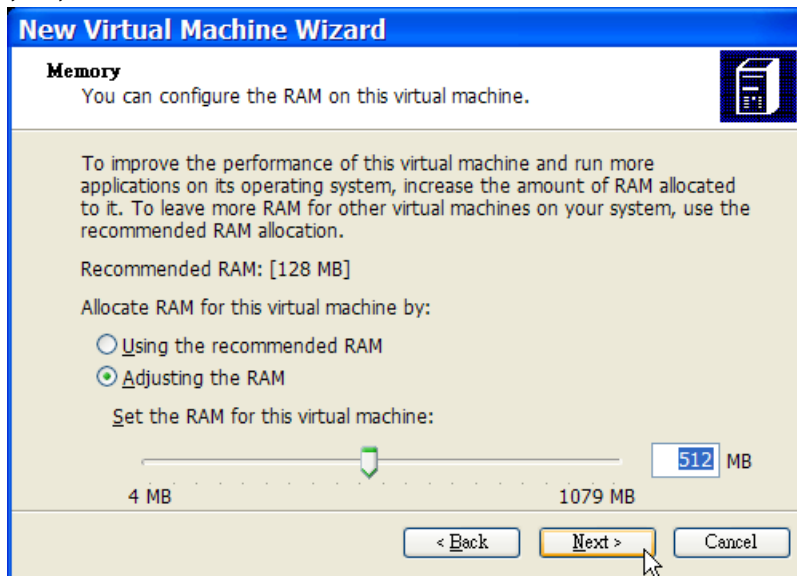 New Virtual Machine Wizard
Memory
You can configure the RAM on this virtual machine.
To improve the performance of this virtual machine and run more
applications on its operating system, increase the amount of RAM allocated
to it. To leave more RAM for other virtual machines on your system, use the
recommended RAM allocation.
Recommended RAM: [128 MB]
Allocate RAM for this virtual machine by:
Using the recommended RAM
Adjusting the RAM
Set the RAM for this virtual machine:
512 MB
4 MB 1079 MB
< Back Next > Cancel